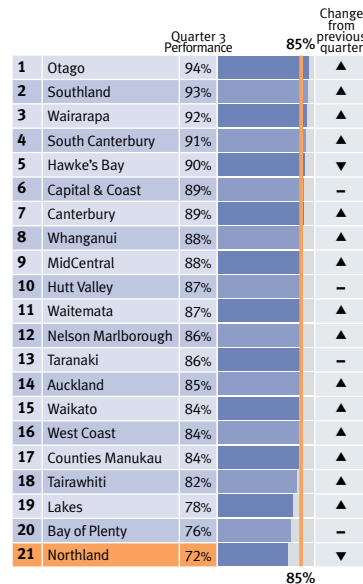 Change
from
previous
quarter
Quarter 3
Performance
85%
1 Otago 94% ▲
2 Southland 93% ▲
3 Wairarapa 92% ▲
4 South Canterbury 91% ▲
5 Hawke's Bay 90% ▼
6 Capital & Coast 89% –
7 Canterbury 89% ▲
8 Whanganui 88% ▲
9 MidCentral 88% ▲
10 Hutt Valley 87% –
11 Waitemata 87% ▲
12 Nelson Marlborough 86% ▲
13 Taranaki 86% –
14 Auckland 85% ▲
15 Waikato 84% ▲
16 West Coast 84% ▲
17 Counties Manukau 84% ▲
18 Tairawhiti 82% ▲
19 Lakes 78% ▲
20 Bay of Plenty 76% –
21 Northland 72% ▼
85%